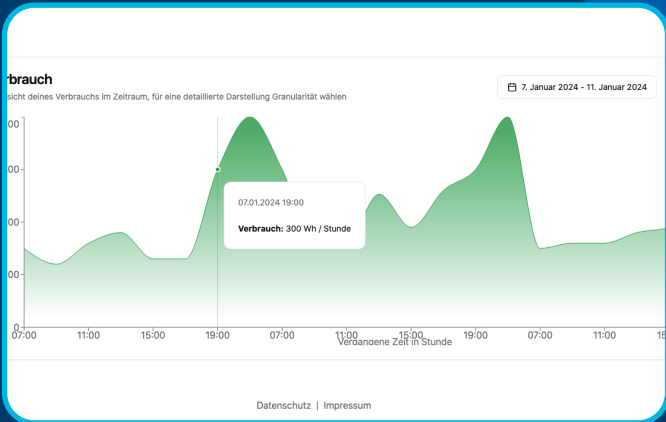 rbrauch
sicht deines Verbrauchs im Zeitraum, für eine detaillierte Darstellung Granularität wählen
7. Januar 2024 - 11. Januar 2024
00
00
00
00
0
07.01.2024 19:00
Verbrauch: 300 Wh / Stunde
07:00 11:00 15:00 19:00 07:00 11:00 15:00 19:00 07:00 11:00 15
Vergangene Zeit in Stunde
Datenschutz | Impressum